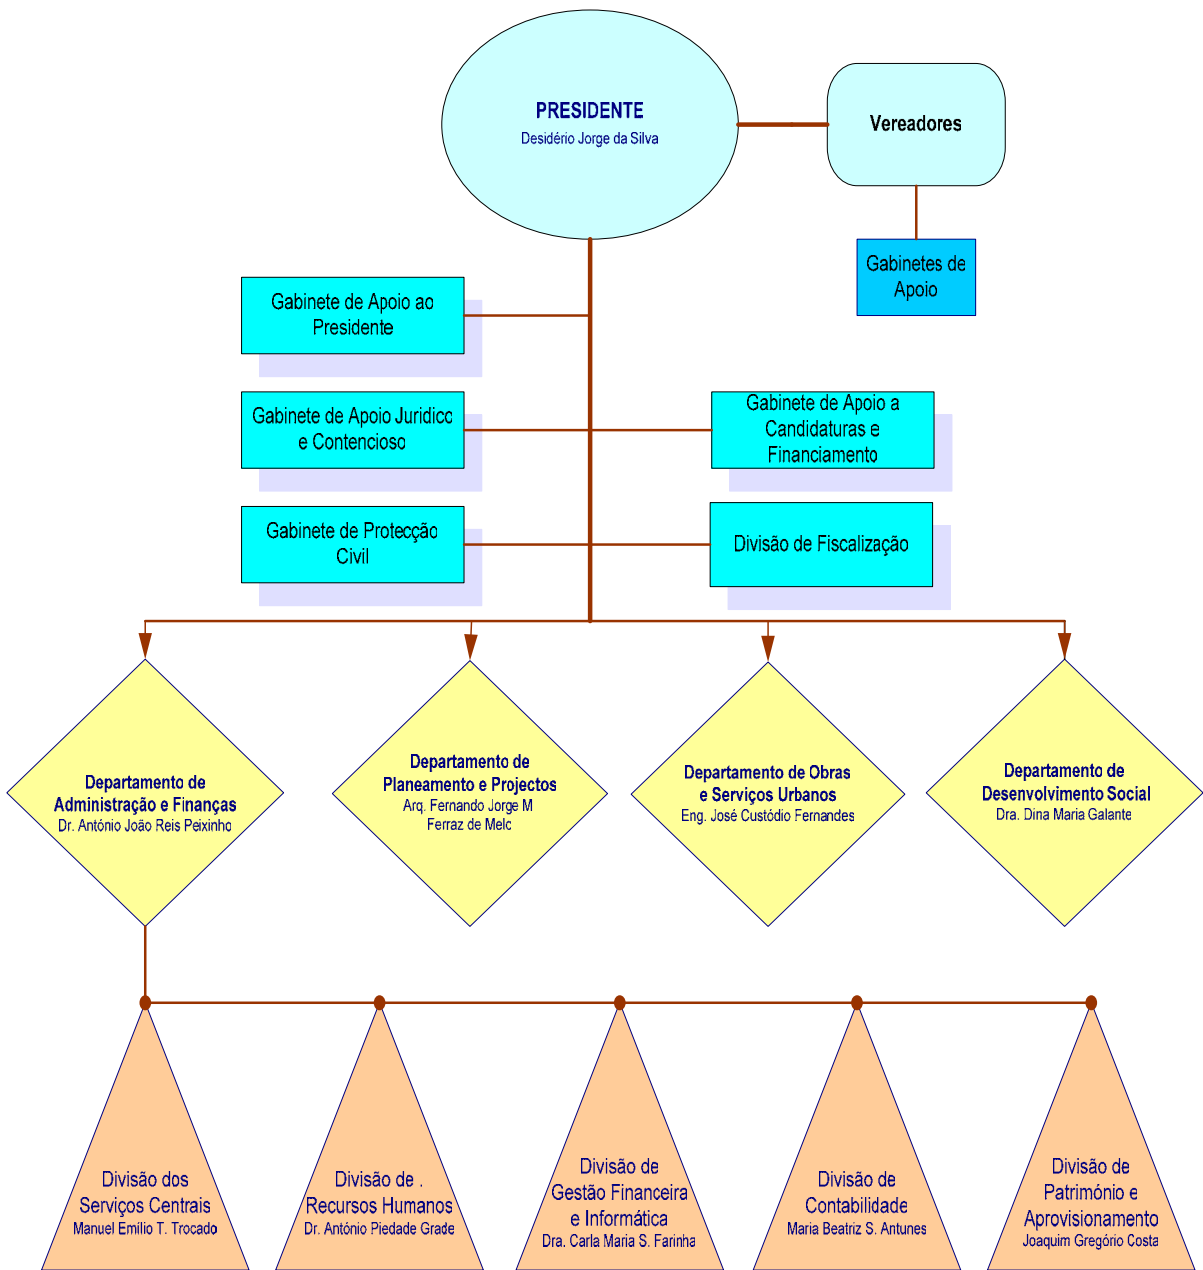 PRESIDENTE
Desidério Jorge da Silva
Vereadores
Gabinetes de
Apoio
Gabinete de Apoio ao
Presidente
Gabinete de Apoio Juridico
e Contencioso
Gabinete de Apoio a
Candidaturas e
Financiamento
Gabinete de Protecção
Civil
Divisão de Fiscalização
Departamento de
Administração e Finanças
Dr. António João Reis Peixinho
Departamento de
Planeamento e Projectos
Arq. Fernando Jorge M
Ferraz de Melo
Departamento de Obras
e Serviços Urbanos
Eng. José Custódio Fernandes
Departamento de
Desenvolvimento Social
Dra. Dina Maria Galante
Divisão dos
Serviços Centrais
Manuel Emílio T. Trocado
Divisão de .
Recursos Humanos
Dr. António Piedade Grade
Divisão de
Gestão Financeira
e Informática
Dra. Carla Maria S. Farinha
Divisão de
Contabilidade
Maria Beatriz S. Antunes
Divisão de
Património e
Aprovisionamento
Joaquim Gregório Costa